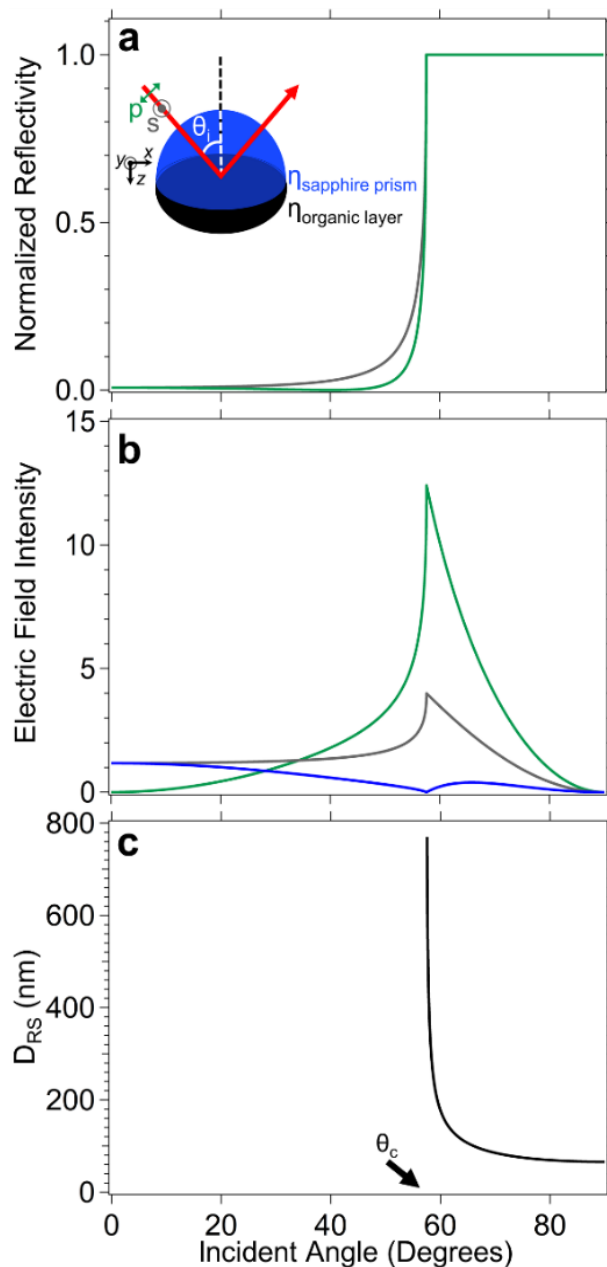 a
Normalized Reflectivity
1.0
0.5
0.0
p
s
θi
y x
z
ηsapphire prism
ηorganic layer
b
Electric Field Intensity
15
10
5
0
c
DRS (nm)
800
600
400
200
0
θc
0 20 40 60 80
Incident Angle (Degrees)